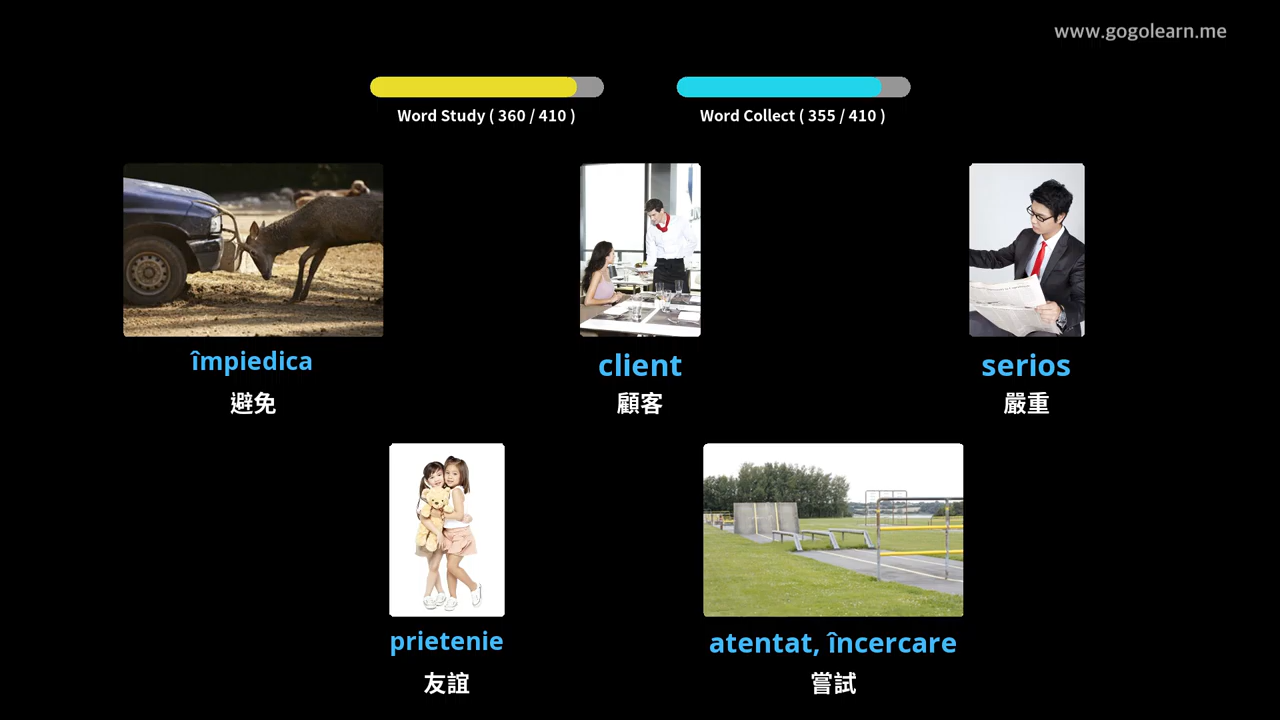 www.gogolearn.me
Word Study ( 360 / 410 )
Word Collect ( 355 / 410 )
împiedica
避免
client
顧客
serios
嚴重
prietenie
友誼
atentat, încercare
嘗試